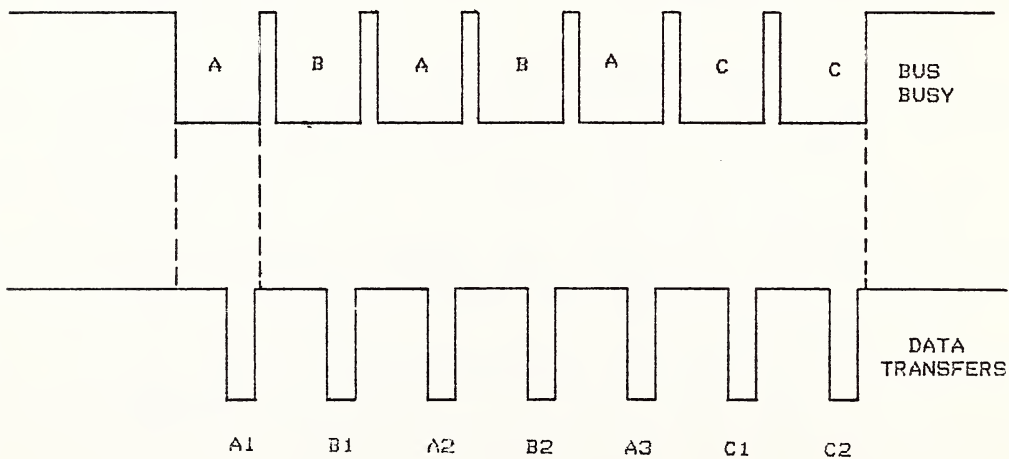 A B A B A C C
BUS
BUSY
DATA
TRANSFERS
A1 B1 A2 B2 A3 C1 C2